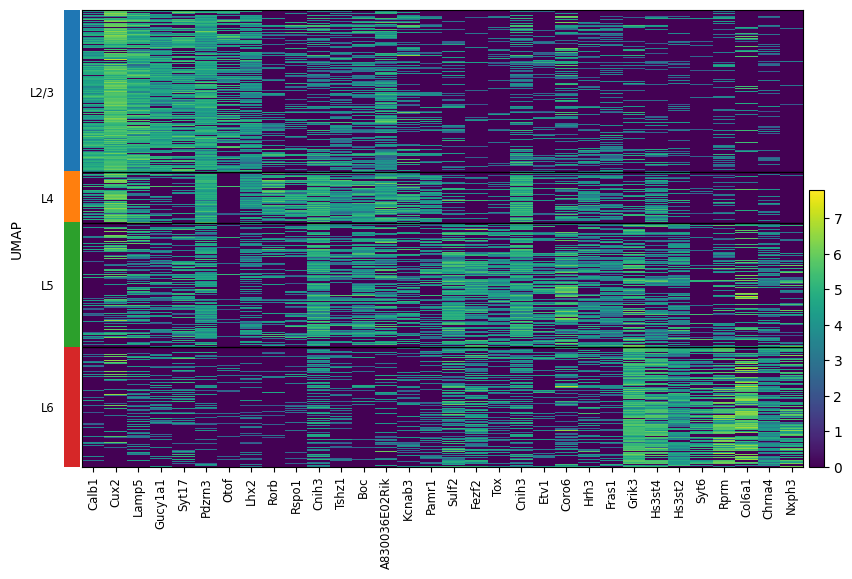 UMAP
L2/3
L4
L5
L6
7
6
5
4
3
2
1
0
Calb1
Cux2
Lamp5
Gucy1a1
Syt17
Pdzrn3
Otof
Lhx2
Rorb
Rspo1
Cnih3
Tshz1
Boc
A830036E02Rik
Kcnab3
Pamr1
Sulf2
Fezf2
Tox
Cnih3
Etv1
Coro6
Hrh3
Fras1
Grik3
Hs3st4
Hs3st2
Syt6
Rprm
Col6a1
Chrna4
Nxph3